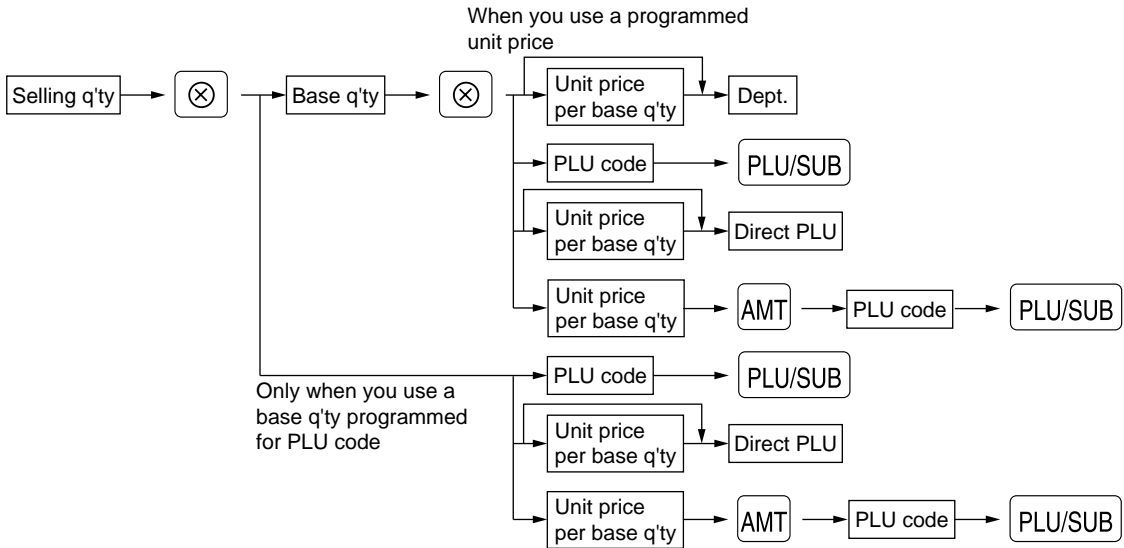 When you use a programmed
unit price
Selling q'ty
⊗
Base q'ty
⊗
Unit price
per base q'ty
Dept.
PLU code
PLU/SUB
Unit price
per base q'ty
Direct PLU
Unit price
per base q'ty
AMT
PLU code
PLU/SUB
Only when you use a
base q'ty programmed
for PLU code
PLU code
PLU/SUB
Unit price
per base q'ty
Direct PLU
Unit price
per base q'ty
AMT
PLU code
PLU/SUB